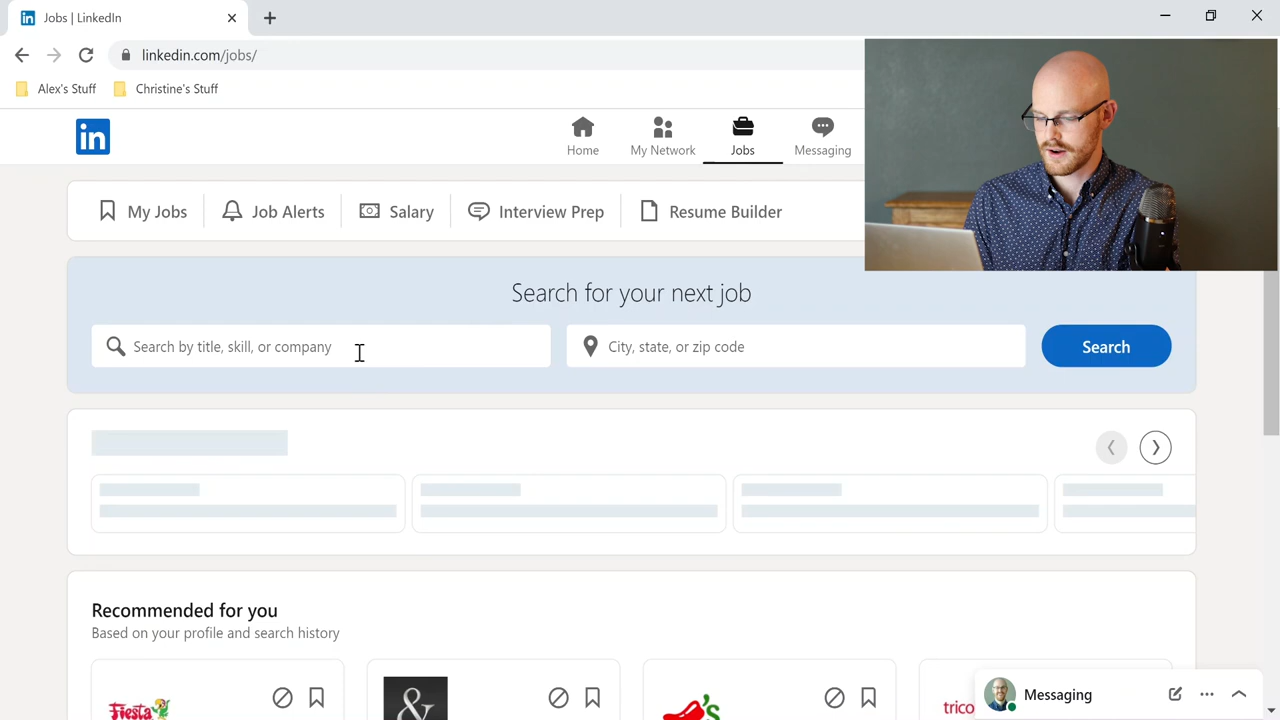 Jobs | LinkedIn
linkedin.com/jobs/
Alex's Stuff
Christine's Stuff
in
Home
My Network
Jobs
Messaging
My Jobs
Job Alerts
Salary
Interview Prep
Resume Builder
Search for your next job
Search by title, skill, or company
City, state, or zip code
Search
Recommended for you
Based on your profile and search history
Fiesta
&
trico
Messaging